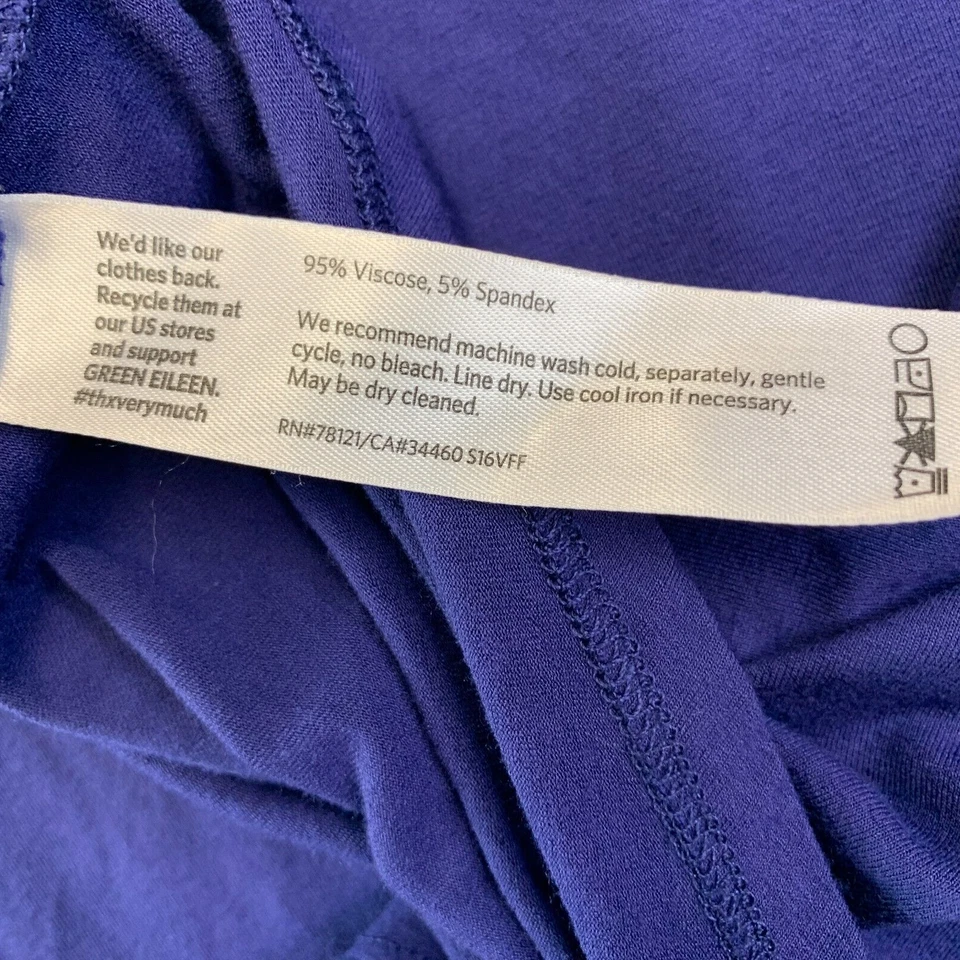 We'd like our
clothes back.
Recycle them at
our US stores
and support
GREEN EILEEN.
#thxverymuch
95% Viscose, 5% Spandex
We recommend machine wash cold, separately, gentle
cycle, no bleach. Line dry. Use cool iron if necessary.
May be dry cleaned.
RN#78121/CA#34460 S16VFF